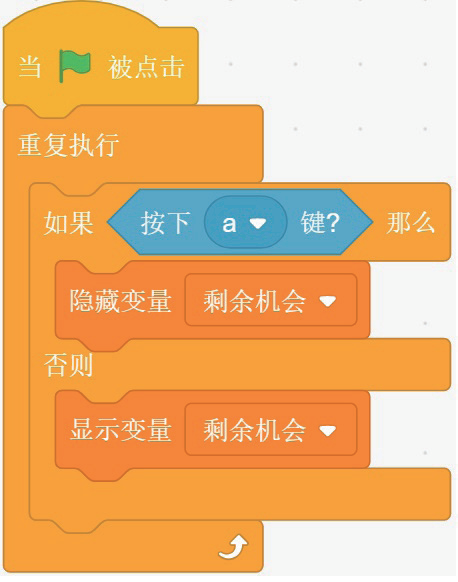 当 被点击
重复执行
如果 按下 a 键? 那么
隐藏变量 剩余机会
否则
显示变量 剩余机会